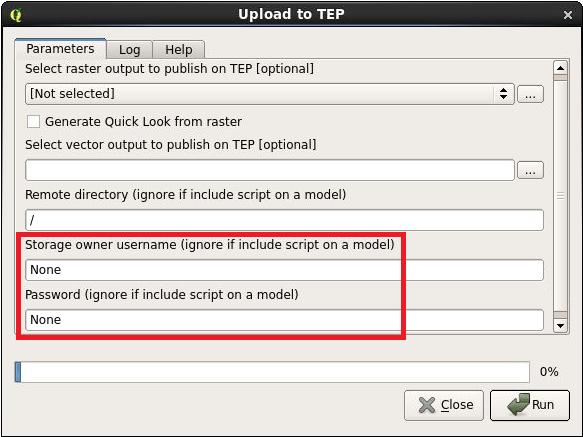 Upload to TEP
Parameters Log Help
Select raster output to publish on TEP [optional]
[Not selected] ...
Generate Quick Look from raster
Select vector output to publish on TEP [optional]
...
Remote directory (ignore if include script on a model)
/
Storage owner username (ignore if include script on a model)
None
Password (ignore if include script on a model)
None
0%
Close Run